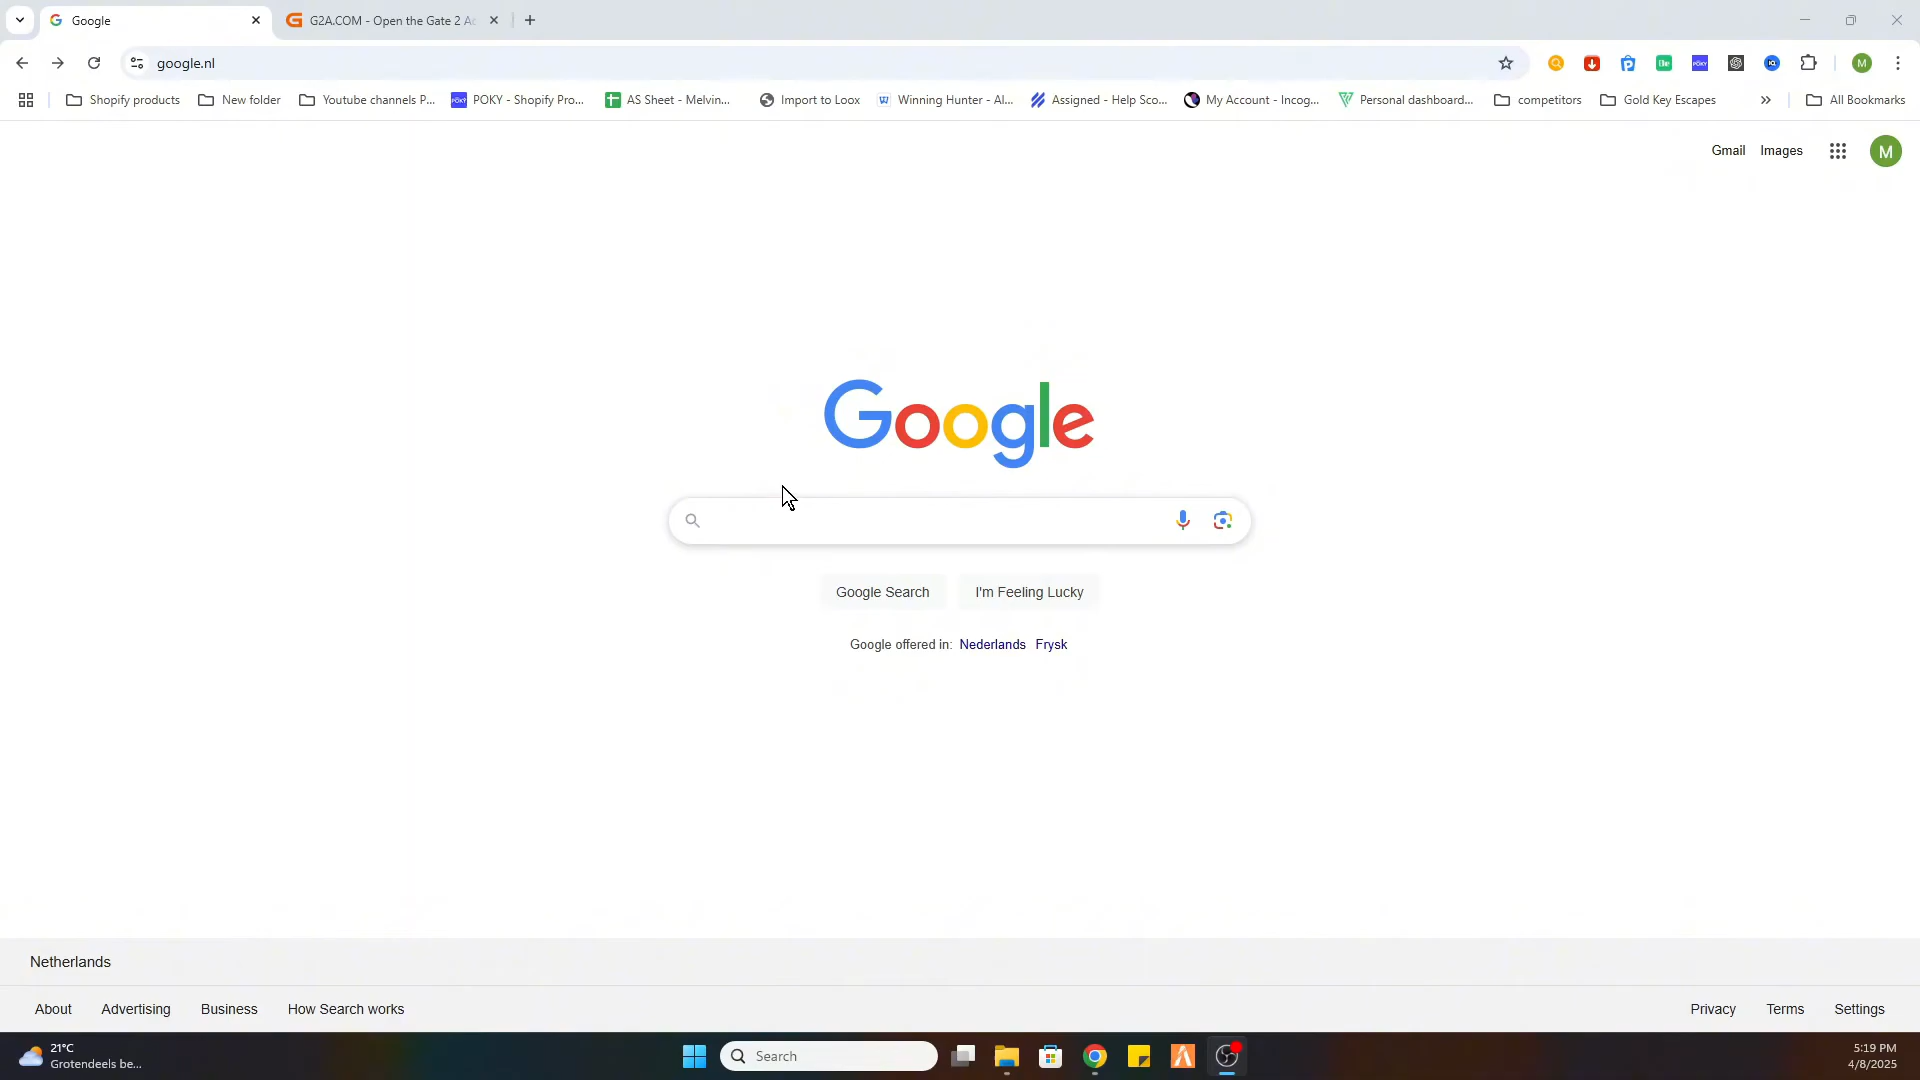 Google
G2A.COM - Open the Gate 2 Ac
google.nl
M
Shopify products
New folder
Youtube channels P...
POKY - Shopify Pro...
AS Sheet - Melvin...
Import to Loox
Winning Hunter - AI...
Assigned - Help Sco...
My Account - Incog...
Personal dashboard...
competitors
Gold Key Escapes
All Bookmarks
Gmail
Images
M
Google
Google Search
I'm Feeling Lucky
Google offered in: Nederlands Frysk
Netherlands
About
Advertising
Business
How Search works
Privacy
Terms
Settings
21°C
Grotendeels be...
Search
5:19 PM
4/8/2025